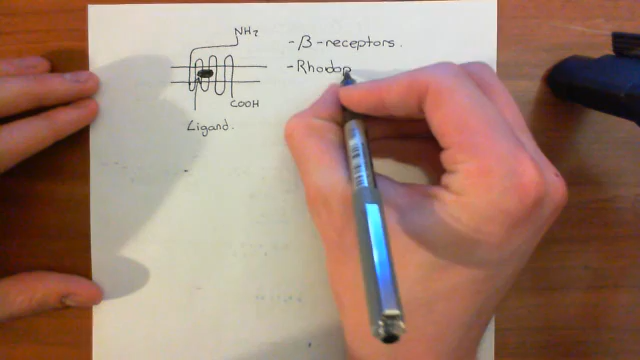 NH₂
- β-receptors.
- Rhodop
COOH
Ligand.